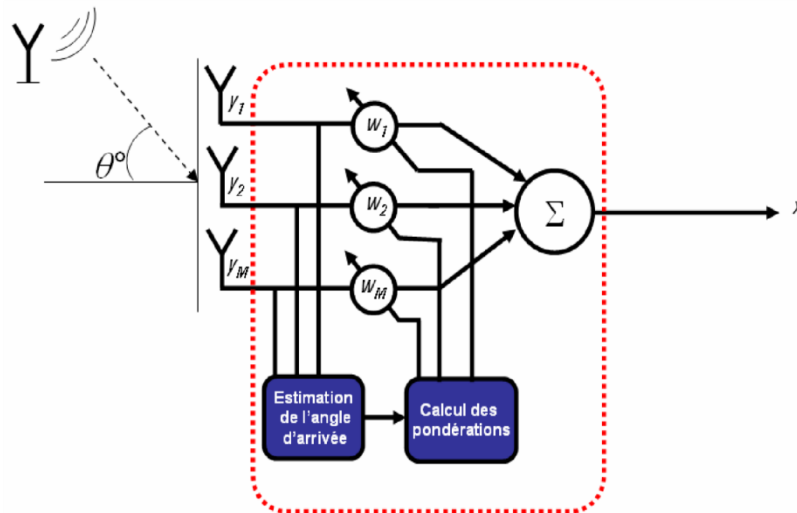 y1
W1
θ°
y2
W2
Σ
yM
WM
Estimation
de l'angle
d'arrivée
Calcul des
pondérations